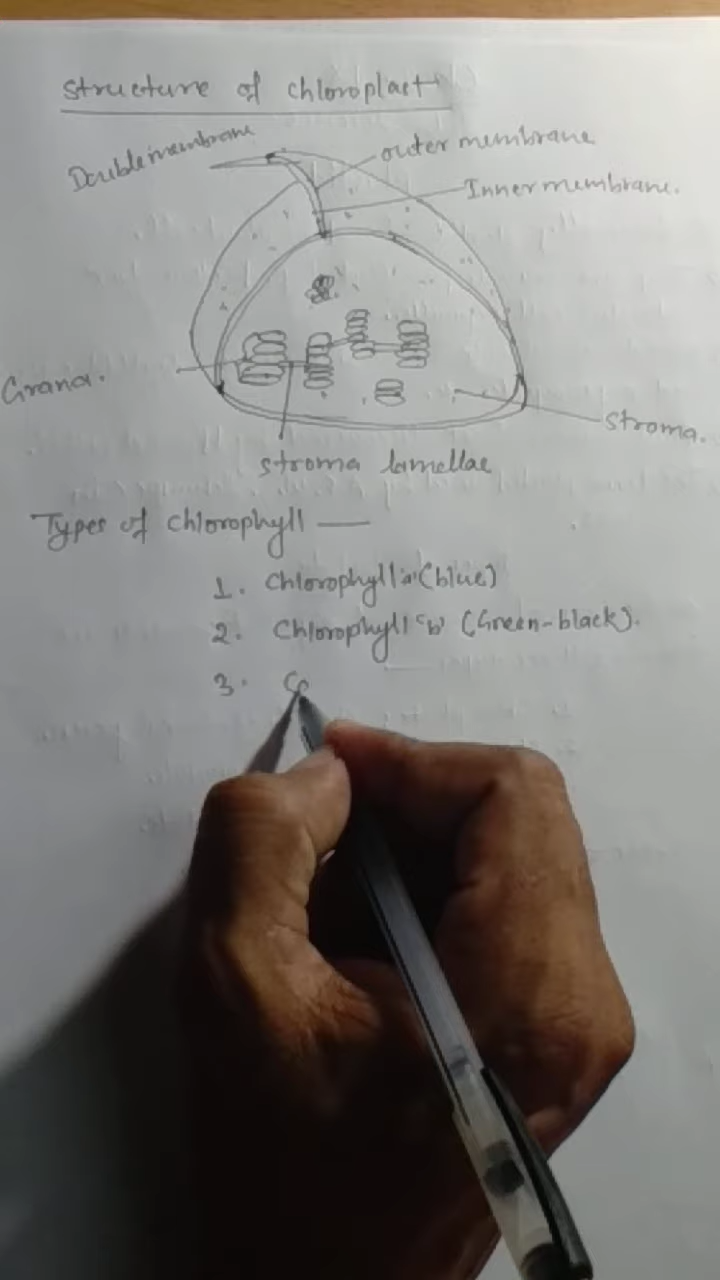 Structure of chloroplast
Double membrane
outer membrane
Inner membrane.
Grana.
stroma.
stroma lamellae
Types of chlorophyll —
1. Chlorophyll 'a' (blue)
2. Chlorophyll 'b' (Green-black).
3. Ca